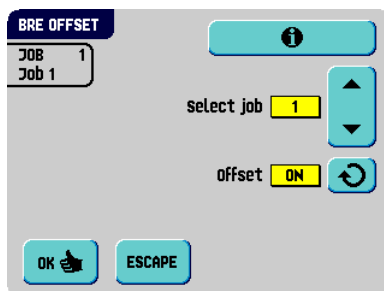 BRE OFFSET
JOB 1
Job 1
Select job 1
Offset ON
OK ESCAPE